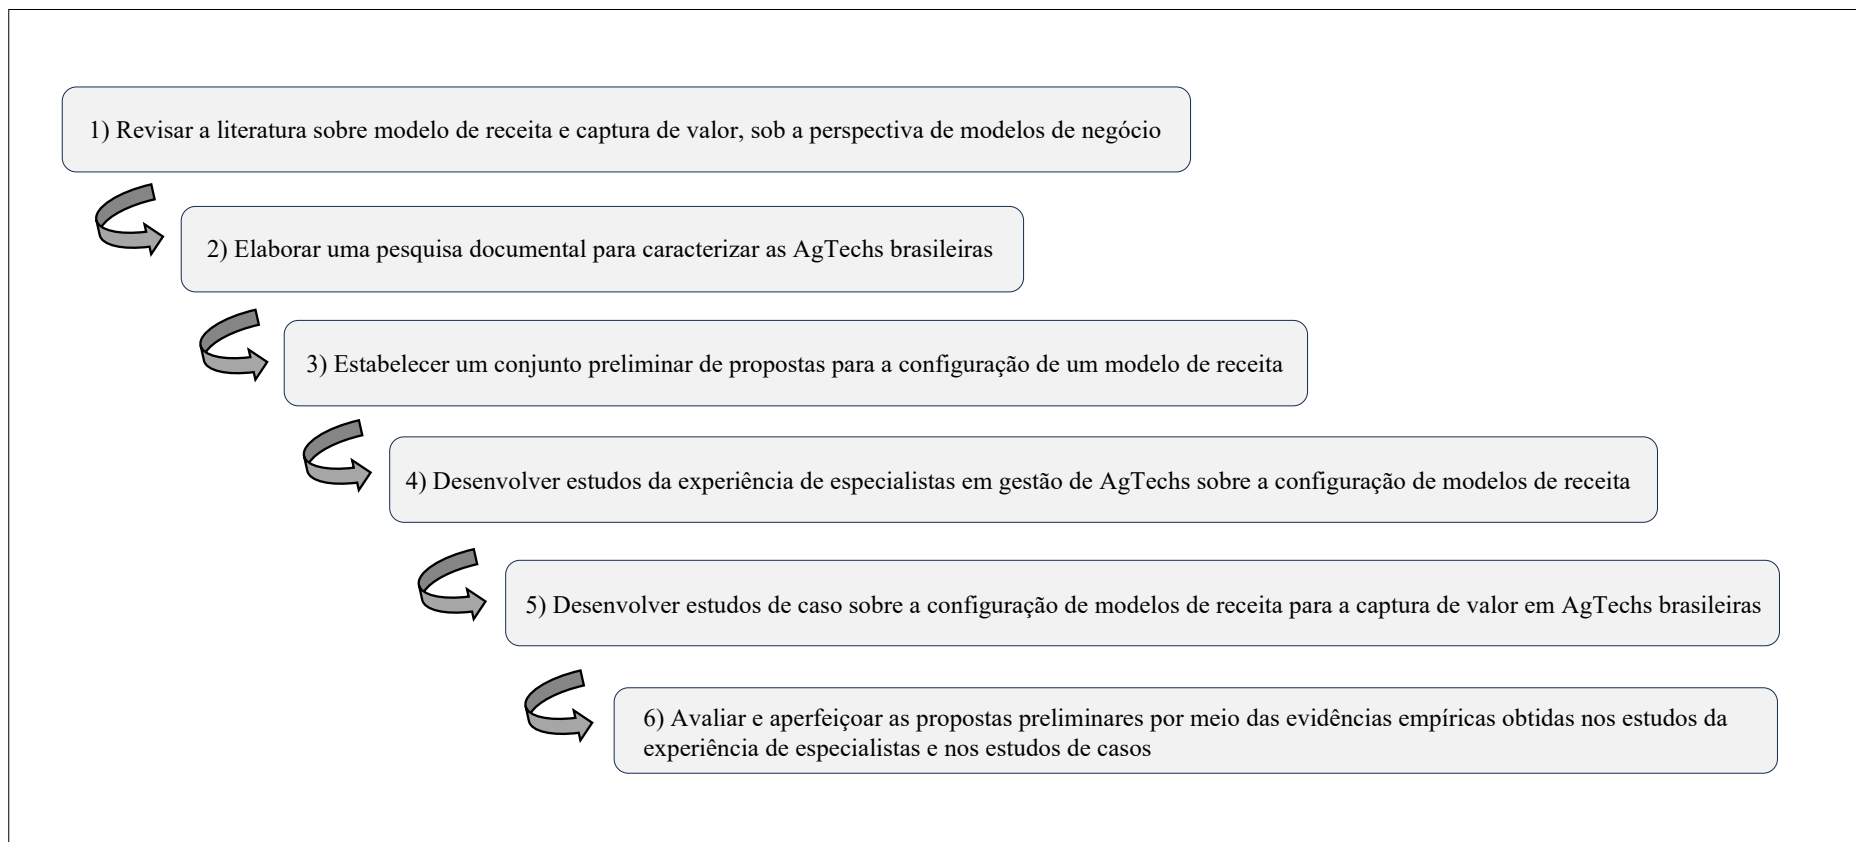 1) Revisar a literatura sobre modelo de receita e captura de valor, sob a perspectiva de modelos de negócio
2) Elaborar uma pesquisa documental para caracterizar as AgTechs brasileiras
3) Estabelecer um conjunto preliminar de propostas para a configuração de um modelo de receita
4) Desenvolver estudos da experiência de especialistas em gestão de AgTechs sobre a configuração de modelos de receita
5) Desenvolver estudos de caso sobre a configuração de modelos de receita para a captura de valor em AgTechs brasileiras
6) Avaliar e aperfeiçoar as propostas preliminares por meio das evidências empíricas obtidas nos estudos da
experiência de especialistas e nos estudos de casos